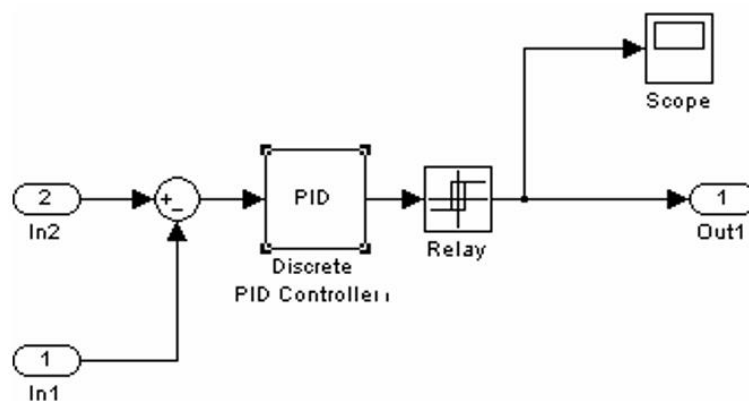 Scope
2
In2
+
−
PID
Discrete
PID Controller
Relay
1
Out1
1
In1